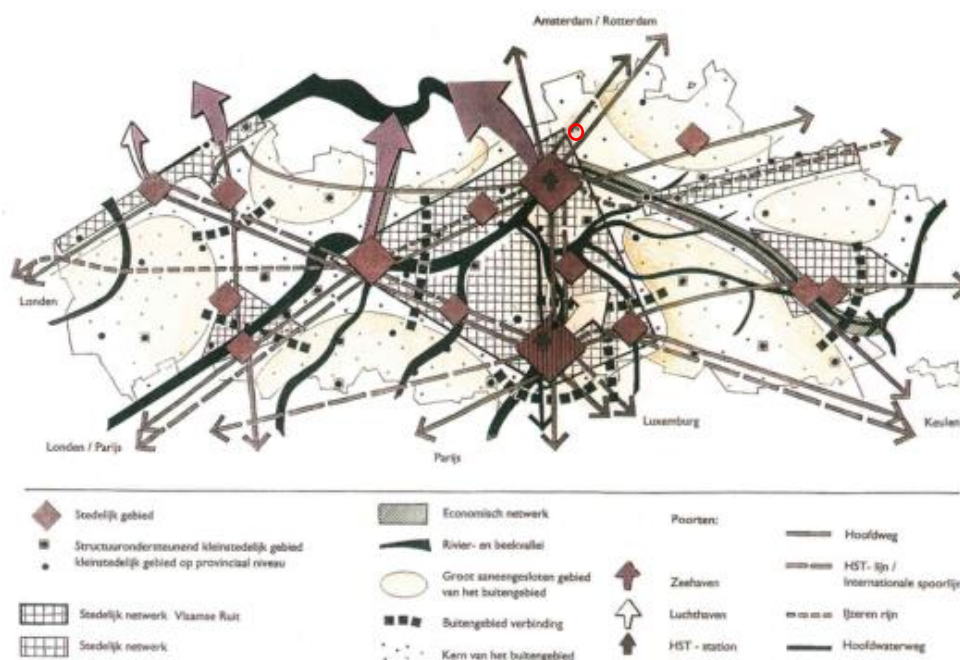 Amsterdam / Rotterdam
Londen
Londen / Parijs
Parijs
Luxemburg
Keulen
Stedelijk gebied
Structuurondersteunend kleinstedelijk gebied
kleinstedelijk gebied op provinciaal niveau
Stedelijk netwerk Vlaamse Ruit
Stedelijk netwerk
Economisch netwerk
Rivier- en beekvallei
Groot aaneengesloten gebied
van het buitengebied
Buitengebied verbinding
Kern van het buitengebied
Poorten:
Zeehaven
Luchthaven
HST - station
Hoofdweg
HST- lijn /
Internationale spoorlijn
IJzeren rijn
Hoofdwaterweg